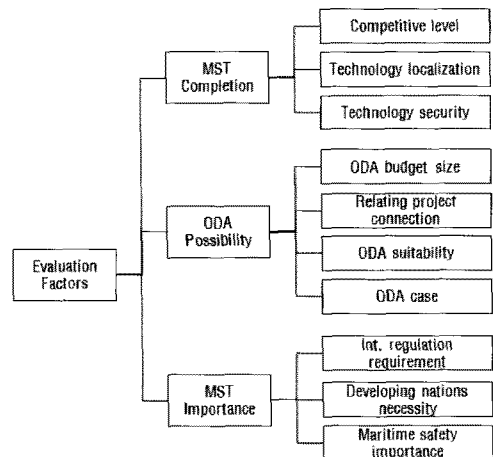 Competitive level
MST
Completion
Technology localization
Technology security
ODA budget size
Relating project
connection
ODA
Possibility
ODA suitability
Evaluation
Factors
ODA case
Int. regulation
requirement
MST
Importance
Developing nations
necessity
Maritime safety
importance